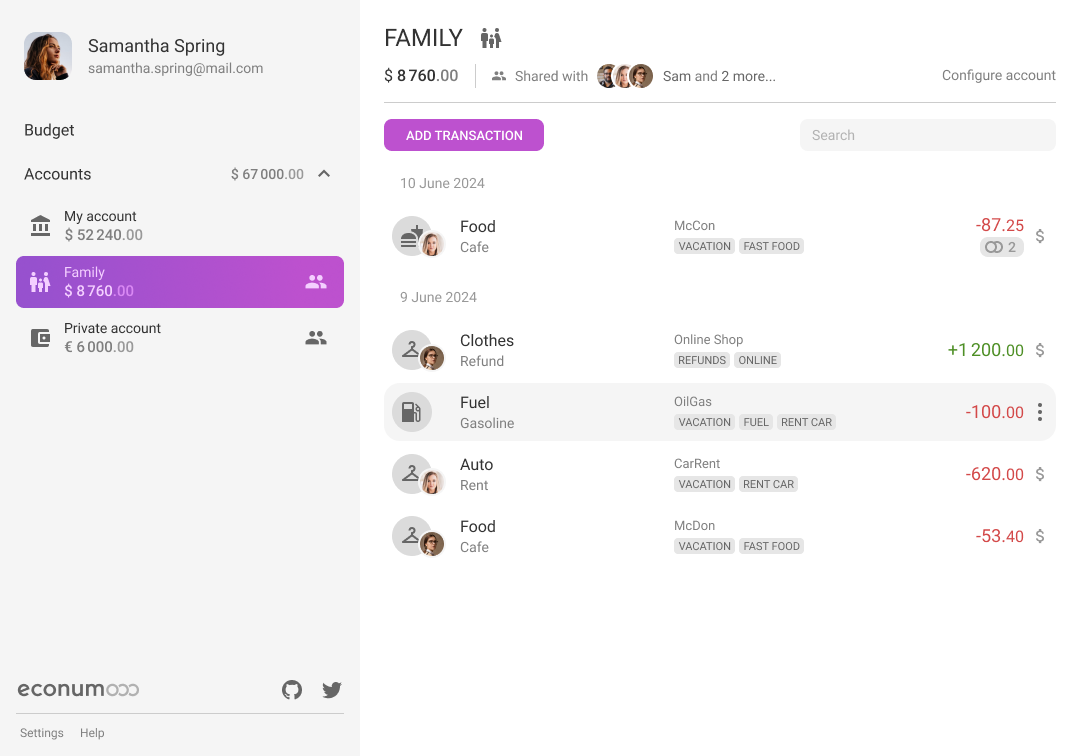 Samantha Spring
samantha.spring@mail.com
Budget
Accounts $ 67 000.00
My account
$ 52 240.00
Family
$ 8 760.00
Private account
€ 6 000.00
econum
Settings Help
FAMILY
$ 8 760.00 Shared with Sam and 2 more... Configure account
ADD TRANSACTION Search
10 June 2024
Food McCon -87.25 $
Cafe VACATION FAST FOOD 2
9 June 2024
Clothes Online Shop +1 200.00 $
Refund REFUNDS ONLINE
Fuel OilGas -100.00
Gasoline VACATION FUEL RENT CAR
Auto CarRent -620.00 $
Rent VACATION RENT CAR
Food McDon -53.40 $
Cafe VACATION FAST FOOD